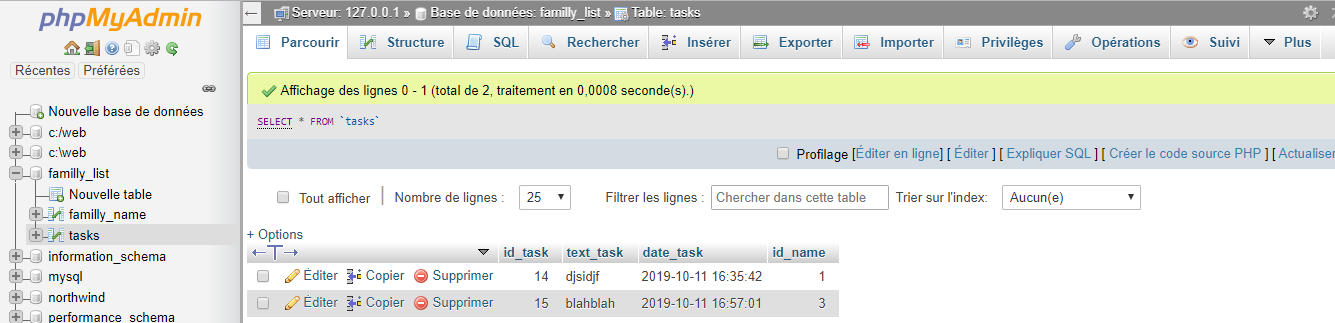 phpMyAdmin
Récentes Préférées
Nouvelle base de données
c:/web
c:\web
familly_list
Nouvelle table
familly_name
tasks
information_schema
mysql
northwind
performance_schema
Serveur: 127.0.0.1 » Base de données: familly_list » Table: tasks
Parcourir Structure SQL Rechercher Insérer Exporter Importer Privilèges Opérations Suivi Plus
Affichage des lignes 0 - 1 (total de 2, traitement en 0,0008 seconde(s).)
SELECT * FROM `tasks`
Profilage [Éditer en ligne] [ Éditer ] [ Expliquer SQL ] [ Créer le code source PHP ] [ Actualiser
Tout afficher Nombre de lignes : 25 Filtrer les lignes : Chercher dans cette table Trier sur l'index: Aucun(e)
+ Options
←T→ id_task text_task date_task id_name
Éditer Copier Supprimer 14 djsidjf 2019-10-11 16:35:42 1
Éditer Copier Supprimer 15 blahblah 2019-10-11 16:57:01 3